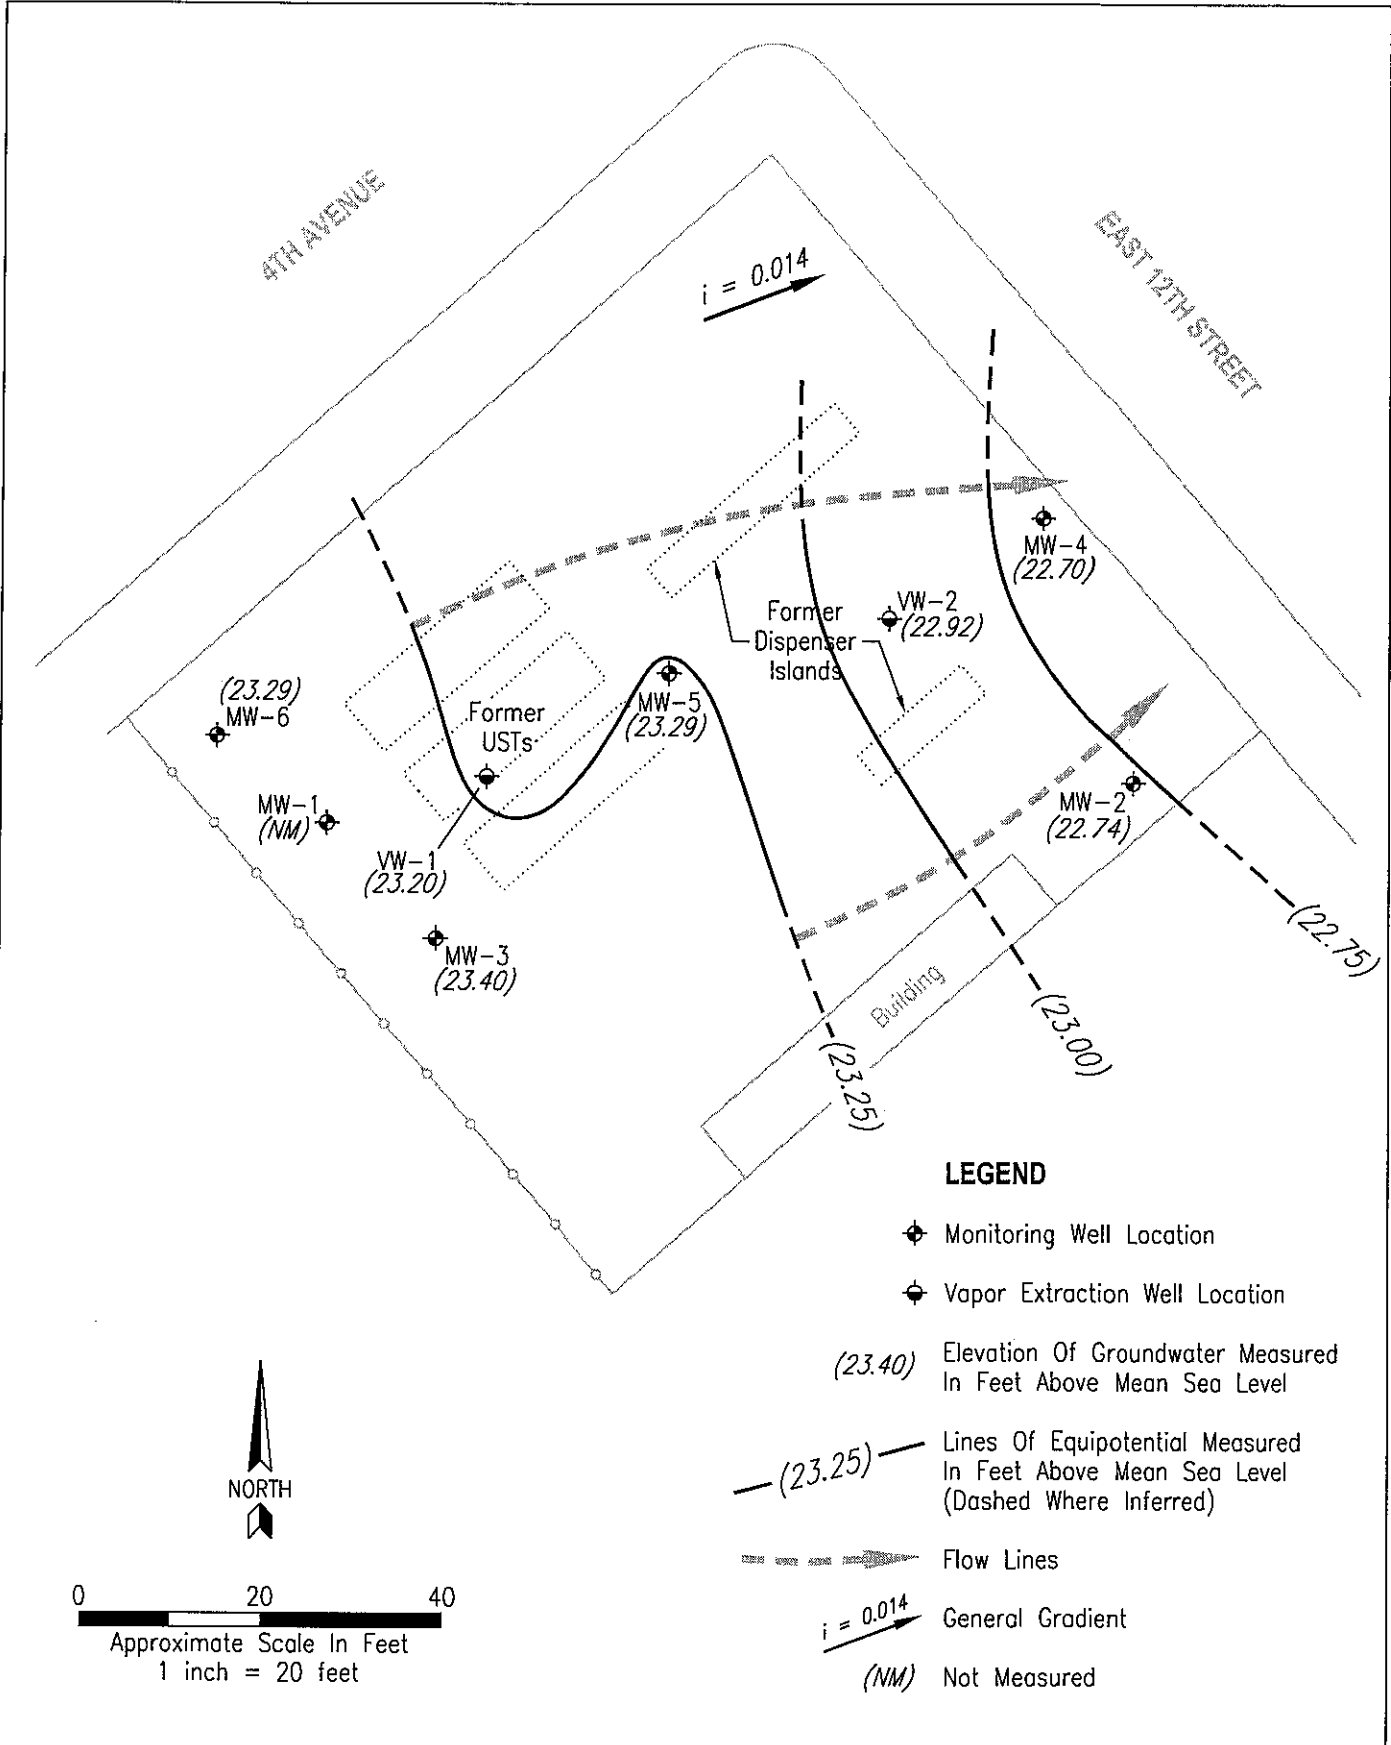 4TH AVENUE
EAST 12TH STREET
i = 0.014
MW-4
(22.70)
VW-2
(22.92)
Former
Dispenser
Islands
(23.29)
MW-6
Former
USTs
MW-5
(23.29)
MW-1
(NM)
MW-2
(22.74)
VW-1
(23.20)
MW-3
(23.40)
Building
(22.75)
(23.00)
(23.25)
LEGEND
Monitoring Well Location
Vapor Extraction Well Location
(23.40) Elevation Of Groundwater Measured
In Feet Above Mean Sea Level
(23.25) Lines Of Equipotential Measured
In Feet Above Mean Sea Level
(Dashed Where Inferred)
Flow Lines
i = 0.014 General Gradient
(NM) Not Measured
NORTH
0 20 40
Approximate Scale In Feet
1 inch = 20 feet